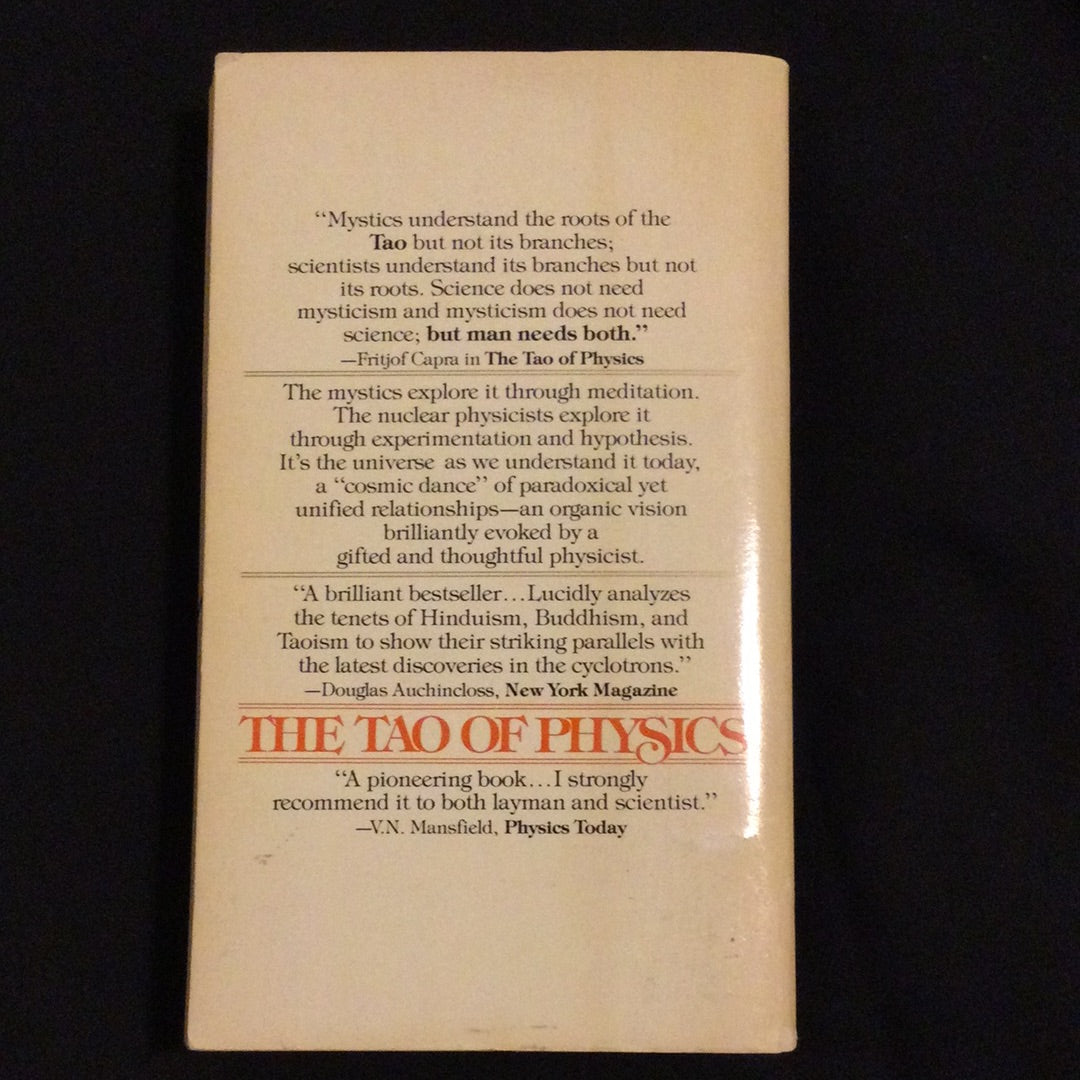 “Mystics understand the roots of the
Tao but not its branches;
scientists understand its branches but not
its roots. Science does not need
mysticism and mysticism does not need
science; but man needs both.”
—Fritjof Capra in The Tao of Physics
The mystics explore it through meditation.
The nuclear physicists explore it
through experimentation and hypothesis.
It’s the universe as we understand it today,
a “cosmic dance” of paradoxical yet
unified relationships—an organic vision
brilliantly evoked by a
gifted and thoughtful physicist.
“A brilliant bestseller...Lucidly analyzes
the tenets of Hinduism, Buddhism, and
Taoism to show their striking parallels with
the latest discoveries in the cyclotrons.”
—Douglas Auchincloss, New York Magazine
THE TAO OF PHYSICS
“A pioneering book...I strongly
recommend it to both layman and scientist.”
—V.N. Mansfield, Physics Today